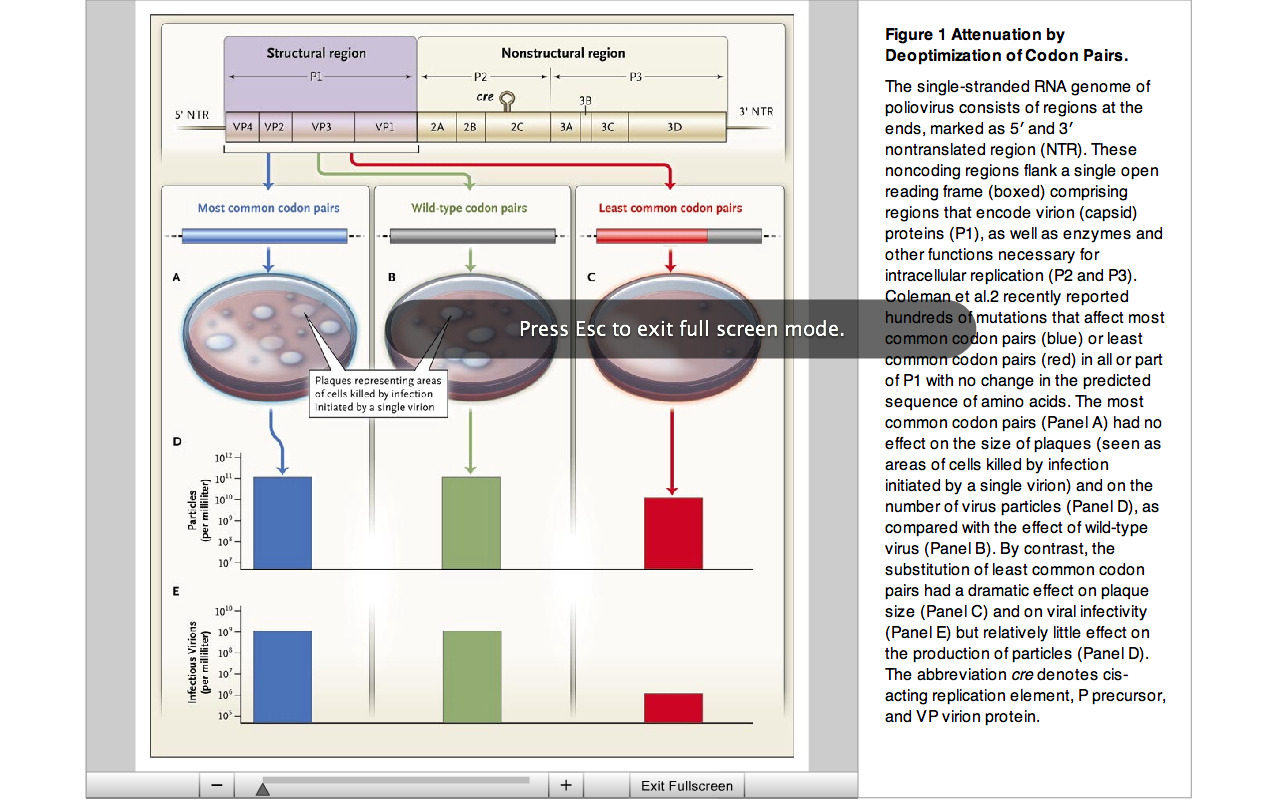 Structural region
Nonstructural region
P1
P2
P3
cre
3B
5' NTR
3' NTR
VP4
VP2
VP3
VP1
2A
2B
2C
3A
3C
3D
Most common codon pairs
Wild-type codon pairs
Least common codon pairs
A
B
C
Press Esc to exit full screen mode.
Plaques representing areas
of cells killed by infection
initiated by a single virion
D
Particles
(per milliliter)
10¹²
10¹¹
10¹⁰
10⁹
10⁸
10⁷
E
Infectious Virions
(per milliliter)
10¹⁰
10⁹
10⁸
10⁷
10⁶
10⁵
−
+
Exit Fullscreen
Figure 1 Attenuation by
Deoptimization of Codon Pairs.
The single-stranded RNA genome of
poliovirus consists of regions at the
ends, marked as 5′ and 3′
nontranslated region (NTR). These
noncoding regions flank a single open
reading frame (boxed) comprising
regions that encode virion (capsid)
proteins (P1), as well as enzymes and
other functions necessary for
intracellular replication (P2 and P3).
Coleman et al.2 recently reported
hundreds of mutations that affect most
common codon pairs (blue) or least
common codon pairs (red) in all or part
of P1 with no change in the predicted
sequence of amino acids. The most
common codon pairs (Panel A) had no
effect on the size of plaques (seen as
areas of cells killed by infection
initiated by a single virion) and on the
number of virus particles (Panel D), as
compared with the effect of wild-type
virus (Panel B). By contrast, the
substitution of least common codon
pairs had a dramatic effect on plaque
size (Panel C) and on viral infectivity
(Panel E) but relatively little effect on
the production of particles (Panel D).
The abbreviation cre denotes cis-
acting replication element, P precursor,
and VP virion protein.